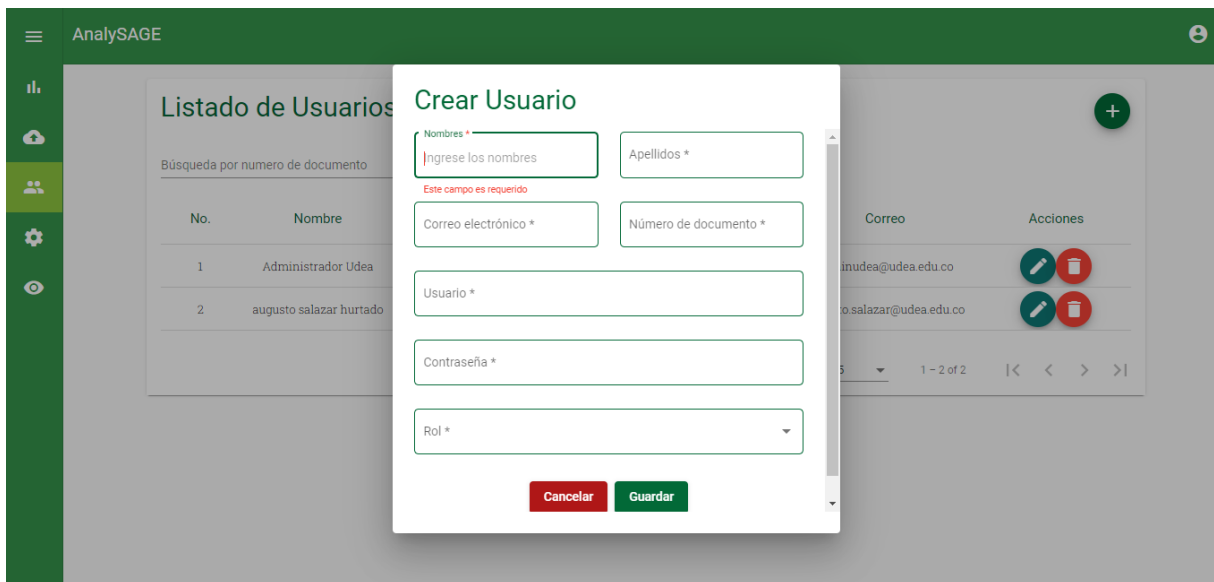 AnalySAGE
Listado de Usuarios
Búsqueda por numero de documento
No. Nombre Correo Acciones
1 Administrador Udea inudea@udea.edu.co
2 augusto salazar hurtado o.salazar@udea.edu.co
1 – 2 of 2
Crear Usuario
Nombres *
Ingrese los nombres
Apellidos *
Este campo es requerido
Correo electrónico * Número de documento *
Usuario *
Contraseña *
Rol *
Cancelar Guardar